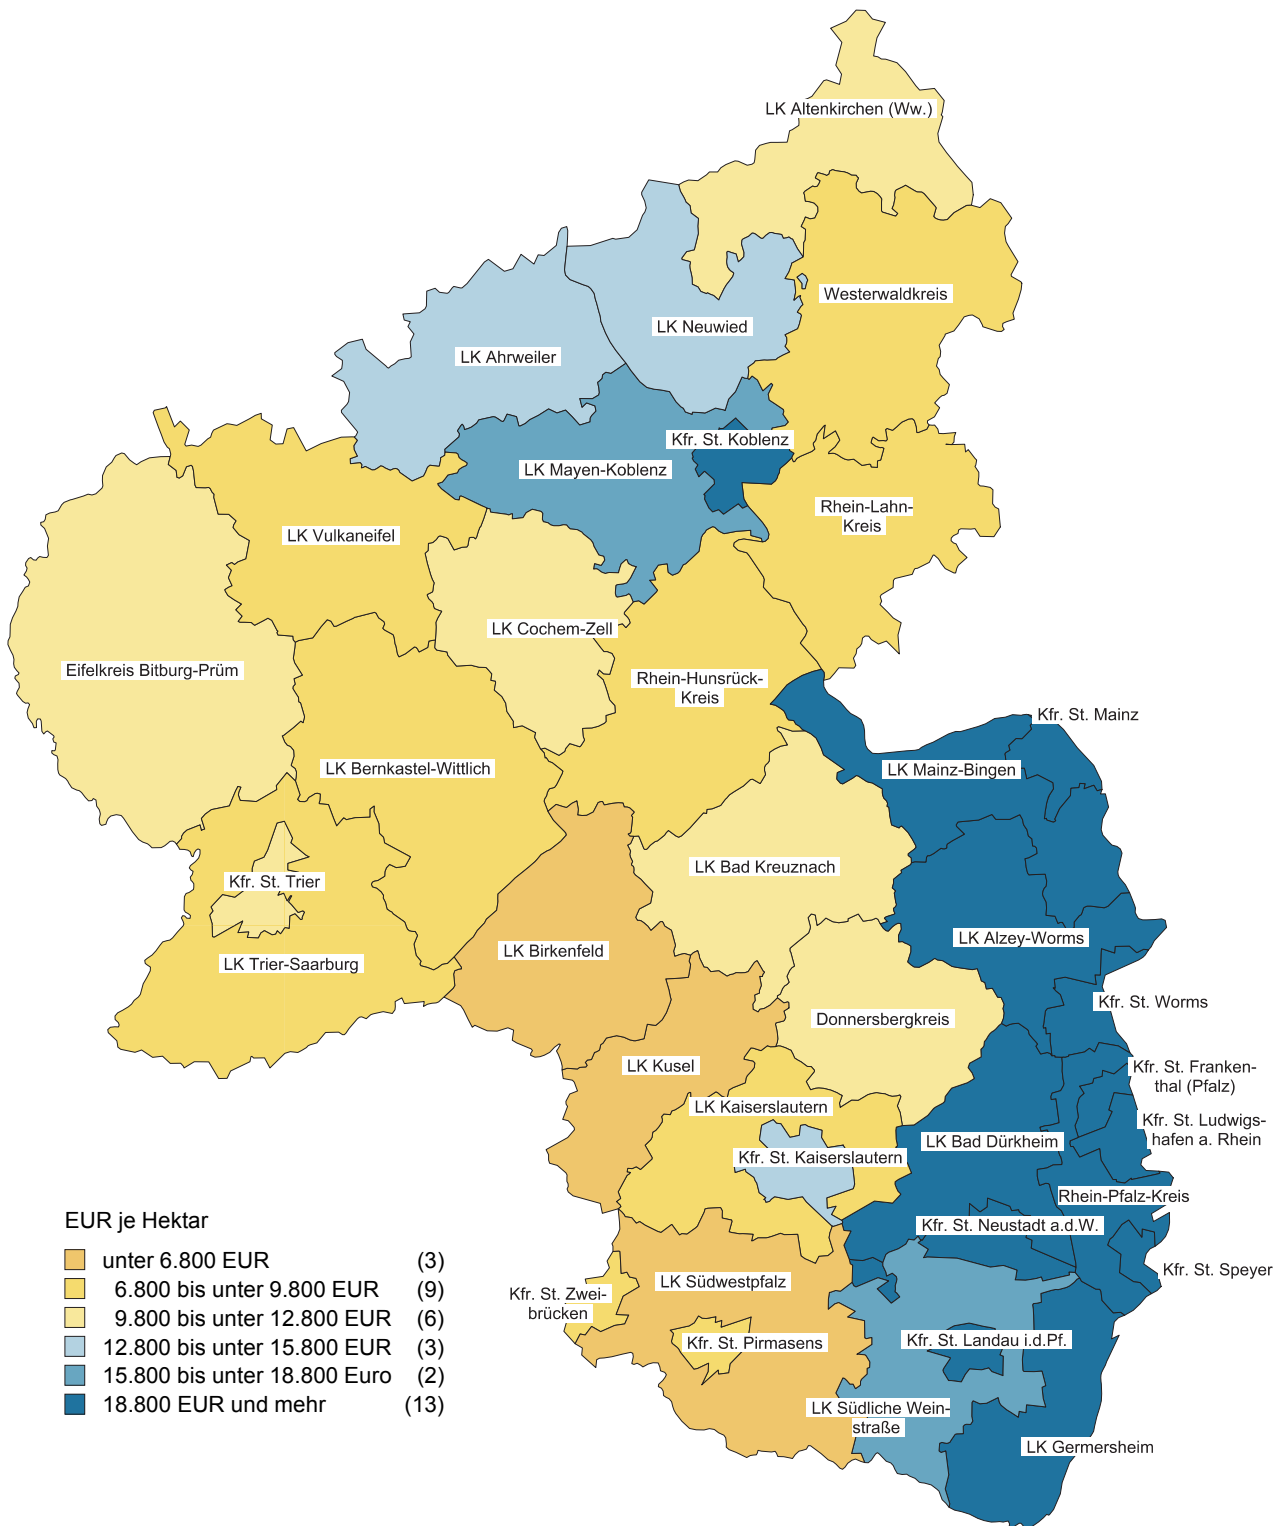 LK Altenkirchen (Ww.)
Westerwaldkreis
LK Neuwied
LK Ahrweiler
Kfr. St. Koblenz
LK Mayen-Koblenz
Rhein-Lahn-
Kreis
LK Vulkaneifel
LK Cochem-Zell
Eifelkreis Bitburg-Prüm
Rhein-Hunsrück-
Kreis
Kfr. St. Mainz
LK Bernkastel-Wittlich
LK Mainz-Bingen
LK Bad Kreuznach
Kfr. St. Trier
LK Alzey-Worms
LK Birkenfeld
LK Trier-Saarburg
Kfr. St. Worms
Donnersbergkreis
LK Kusel
Kfr. St. Franken-
thal (Pfalz)
LK Kaiserslautern
Kfr. St. Ludwigs-
hafen a. Rhein
LK Bad Dürkheim
Kfr. St. Kaiserslautern
Rhein-Pfalz-Kreis
Kfr. St. Neustadt a.d.W.
Kfr. St. Speyer
LK Südwestpfalz
Kfr. St. Zwei-
brücken
Kfr. St. Landau i.d.Pf.
Kfr. St. Pirmasens
LK Südliche Wein-
straße
LK Germersheim
EUR je Hektar
unter 6.800 EUR (3)
6.800 bis unter 9.800 EUR (9)
9.800 bis unter 12.800 EUR (6)
12.800 bis unter 15.800 EUR (3)
15.800 bis unter 18.800 Euro (2)
18.800 EUR und mehr (13)